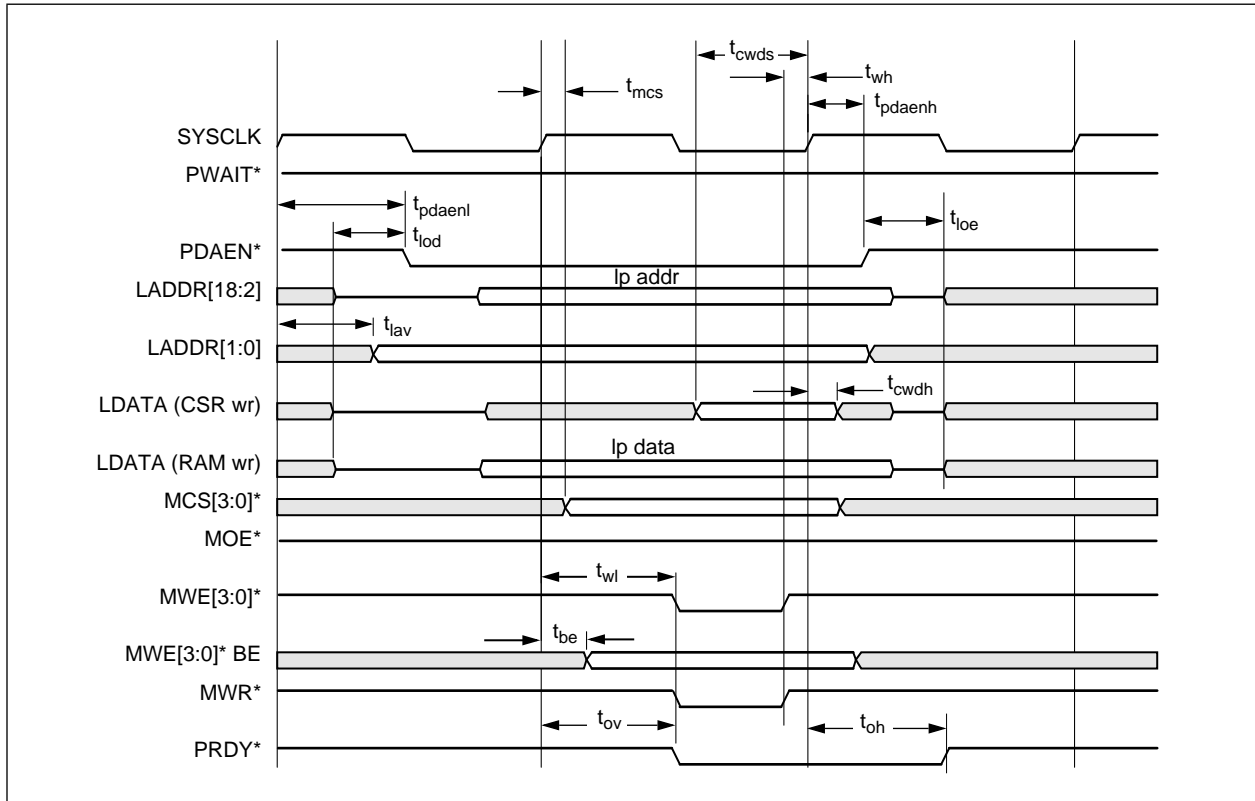 tcwds
twh
tmcs
tpdaenh
SYSCLK
PWAIT*
tpdaenl
tlod
tloe
PDAEN*
lp addr
LADDR[18:2]
tlav
LADDR[1:0]
tcwdh
LDATA (CSR wr)
lp data
LDATA (RAM wr)
MCS[3:0]*
MOE*
twl
MWE[3:0]*
tbe
MWE[3:0]* BE
MWR*
tov
toh
PRDY*